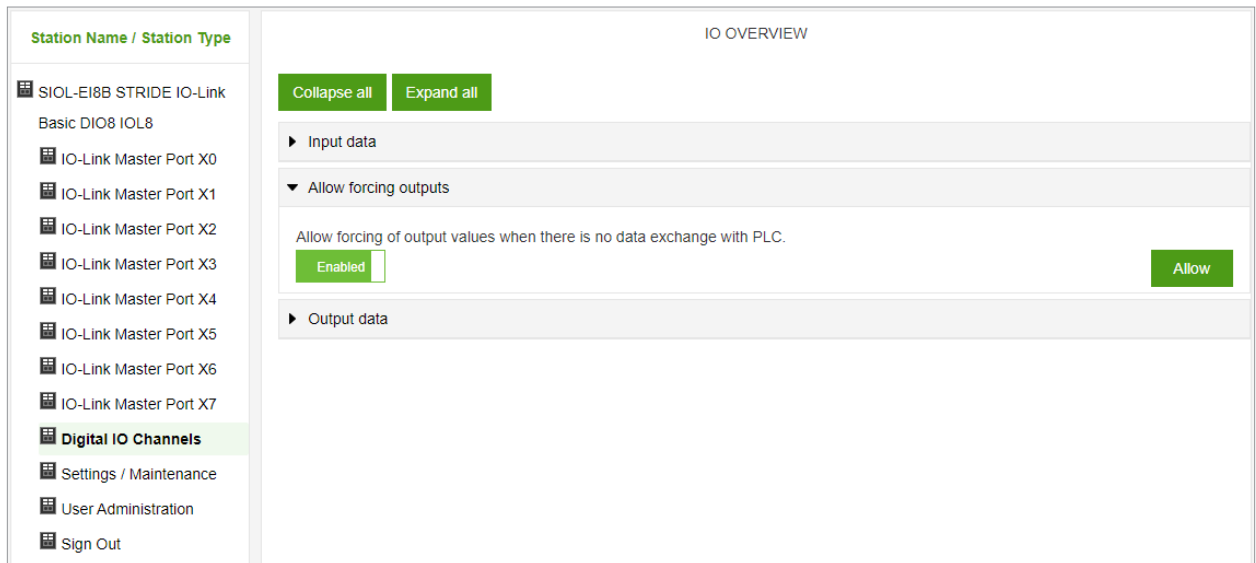 Station Name / Station Type
SIOL-EI8B STRIDE IO-Link
Basic DIO8 IOL8
IO-Link Master Port X0
IO-Link Master Port X1
IO-Link Master Port X2
IO-Link Master Port X3
IO-Link Master Port X4
IO-Link Master Port X5
IO-Link Master Port X6
IO-Link Master Port X7
Digital IO Channels
Settings / Maintenance
User Administration
Sign Out
IO OVERVIEW
Collapse all Expand all
Input data
Allow forcing outputs
Allow forcing of output values when there is no data exchange with PLC.
Enabled Allow
Output data